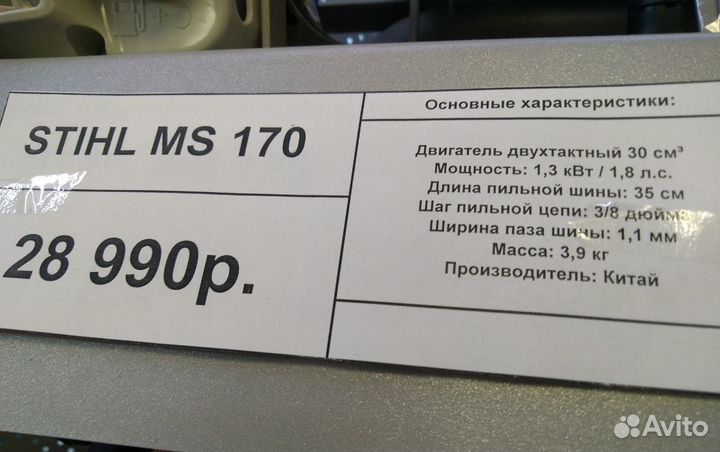 STIHL MS 170
28 990р.
Основные характеристики:
Двигатель двухтактный 30 см³
Мощность: 1,3 кВт / 1,8 л.с.
Длина пильной шины: 35 см
Шаг пильной цепи: 3/8 дюйма
Ширина паза шины: 1,1 мм
Масса: 3,9 кг
Производитель: Китай
Avito